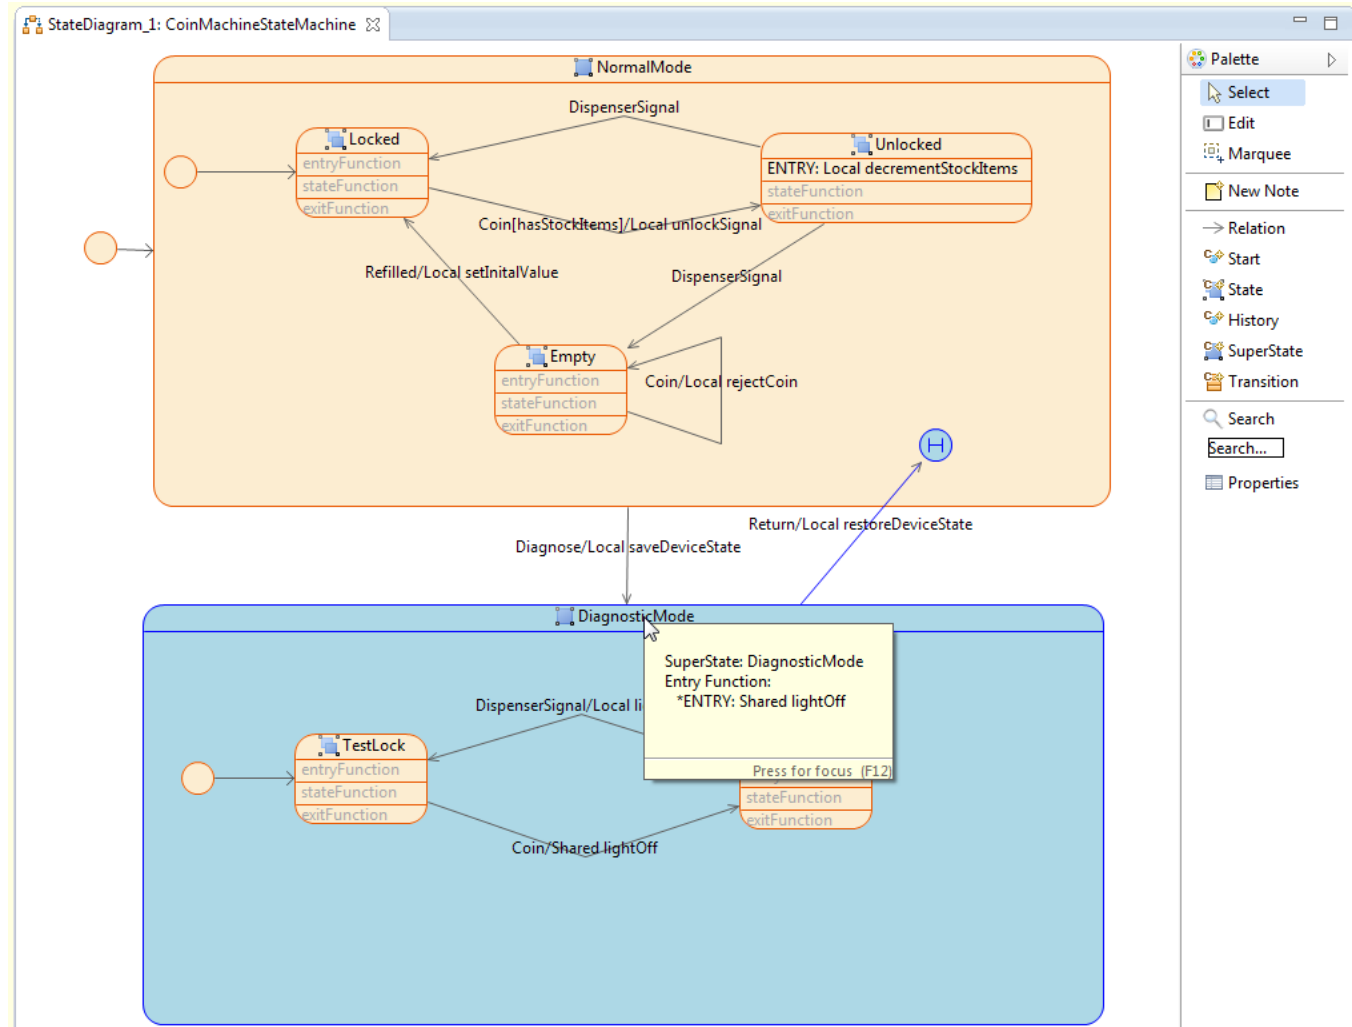 StateDiagram_1: CoinMachineStateMachine
NormalMode
DispenserSignal
Locked
entryFunction
stateFunction
exitFunction
Unlocked
ENTRY: Local decrementStockItems
stateFunction
exitFunction
Coin[hasStockItems]/Local unlockSignal
Refilled/Local setInitalValue
DispenserSignal
Empty
entryFunction
stateFunction
exitFunction
Coin/Local rejectCoin
H
Return/Local restoreDeviceState
Diagnose/Local saveDeviceState
DiagnosticMode
SuperState: DiagnosticMode
Entry Function:
*ENTRY: Shared lightOff
Press for focus (F12)
DispenserSignal/Local
TestLock
entryFunction
stateFunction
exitFunction
stateFunction
exitFunction
Coin/Shared lightOff
Palette
Select
Edit
Marquee
New Note
Relation
Start
State
History
SuperState
Transition
Search
Search...
Properties